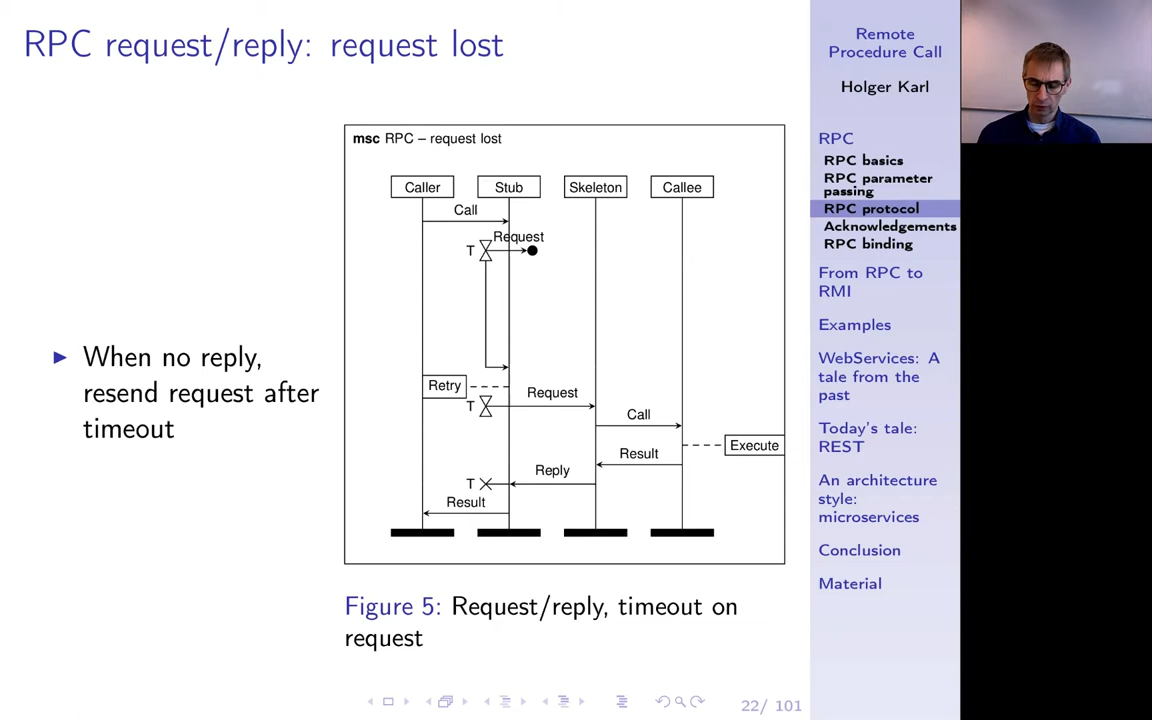 RPC request/reply: request lost
▶ When no reply,
resend request after
timeout
msc RPC – request lost
Caller
Stub
Skeleton
Callee
Call
Request
T
Retry
T
Request
Call
Execute
Result
Reply
T
Result
Figure 5: Request/reply, timeout on
request
22/ 101
Remote
Procedure Call
Holger Karl
RPC
RPC basics
RPC parameter
passing
RPC protocol
Acknowledgements
RPC binding
From RPC to
RMI
Examples
WebServices: A
tale from the
past
Today's tale:
REST
An architecture
style:
microservices
Conclusion
Material